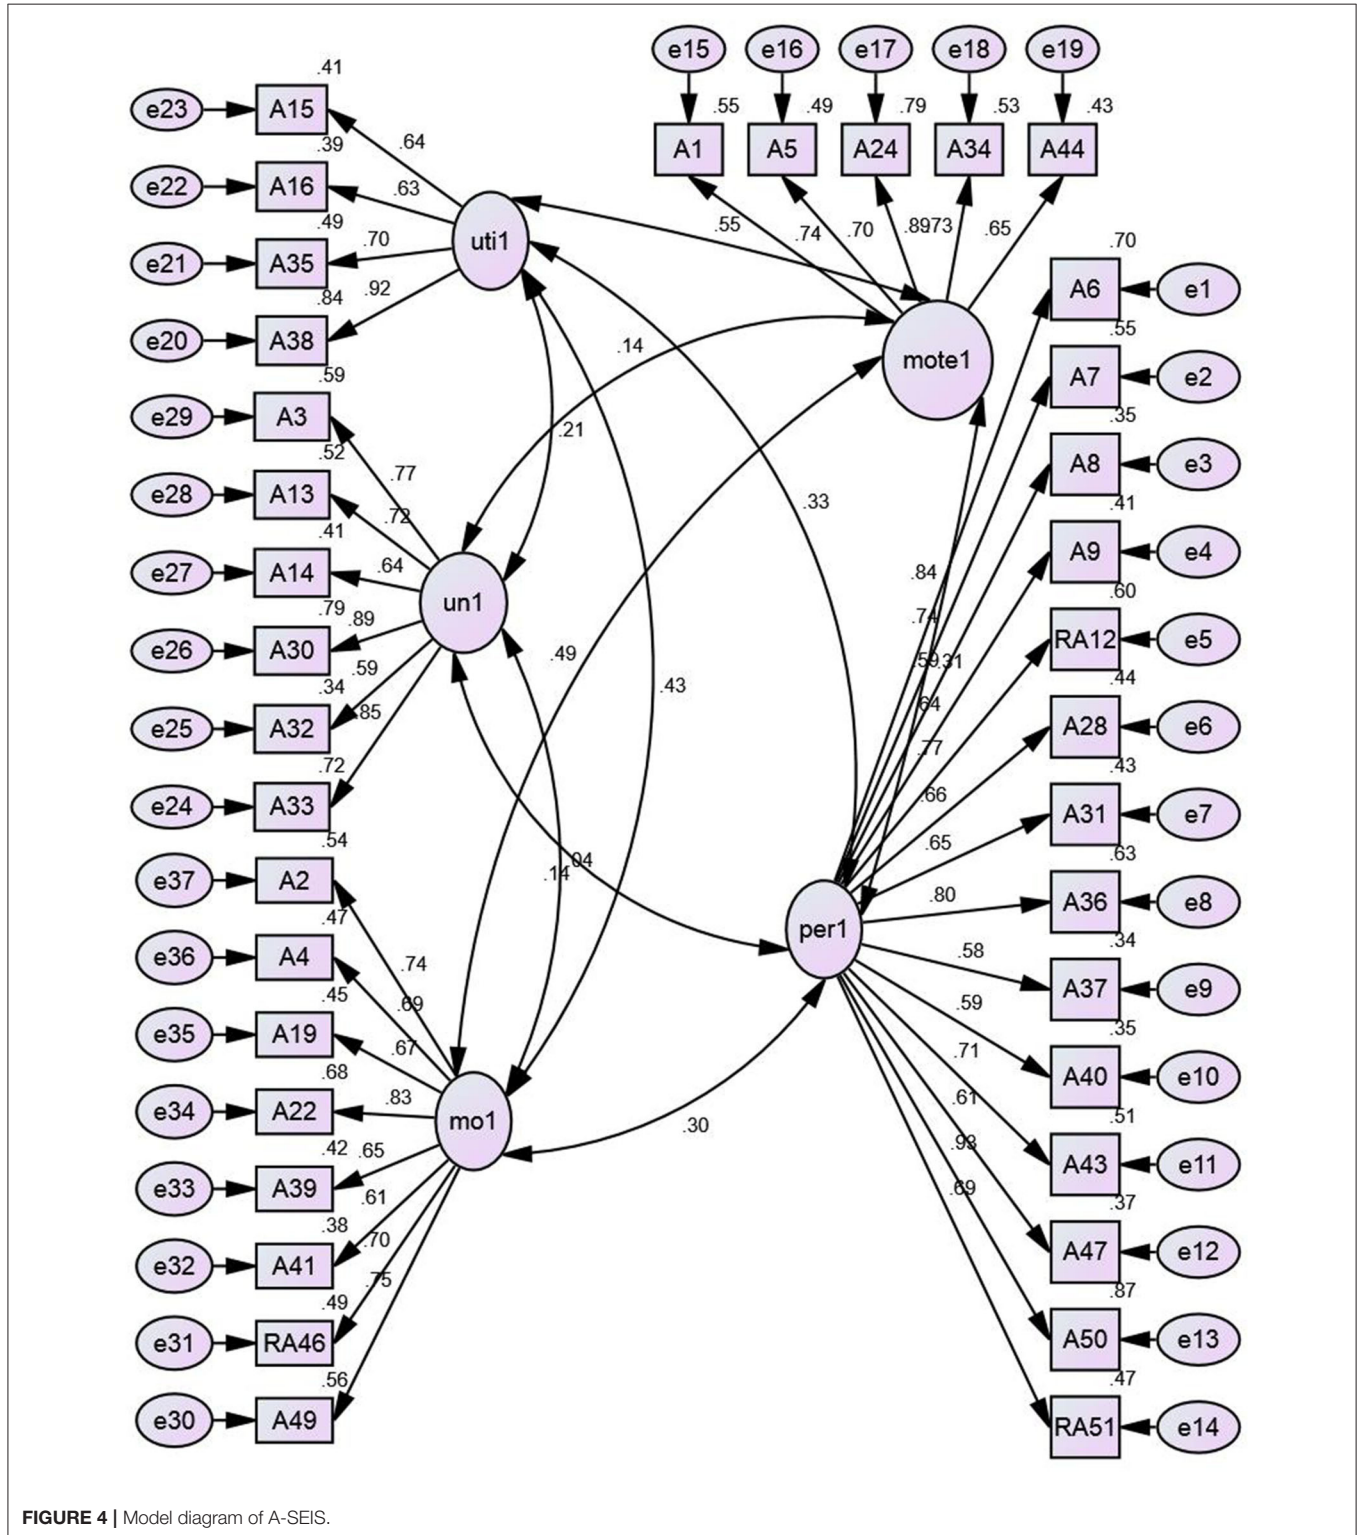 e15 e16 e17 e18 e19
.55 .49 .79 .53 .43
A1 A5 A24 A34 A44
.55 .74 .70 .89 .73 .65
mote1
.41
e23 A15 .64
.39
e22 A16 .63
.49
e21 A35 .70
.84
e20 A38 .92
uti1
.59
e29 A3 .77
.52
e28 A13 .72
.41
e27 A14 .64
.79
e26 A30 .89
.34
e25 A32 .59
.72
e24 A33 .85
un1
.54
e37 A2 .74
.47
e36 A4 .69
.45
e35 A19 .67
.68
e34 A22 .83
.42
e33 A39 .65
.38
e32 A41 .61
.49
e31 RA46 .70
.56
e30 A49 .75
mo1
.14
.21
.33
.49
.43
.31
.14
.04
.30
per1
.70
.84 A6 e1
.55
.74 A7 e2
.35
.59 A8 e3
.41
.64 A9 e4
.60
.77 RA12 e5
.44
.66 A28 e6
.43
.65 A31 e7
.63
.80 A36 e8
.34
.58 A37 e9
.35
.59 A40 e10
.51
.71 A43 e11
.37
.61 A47 e12
.87
.93 A50 e13
.47
.69 RA51 e14
FIGURE 4 | Model diagram of A-SEIS.